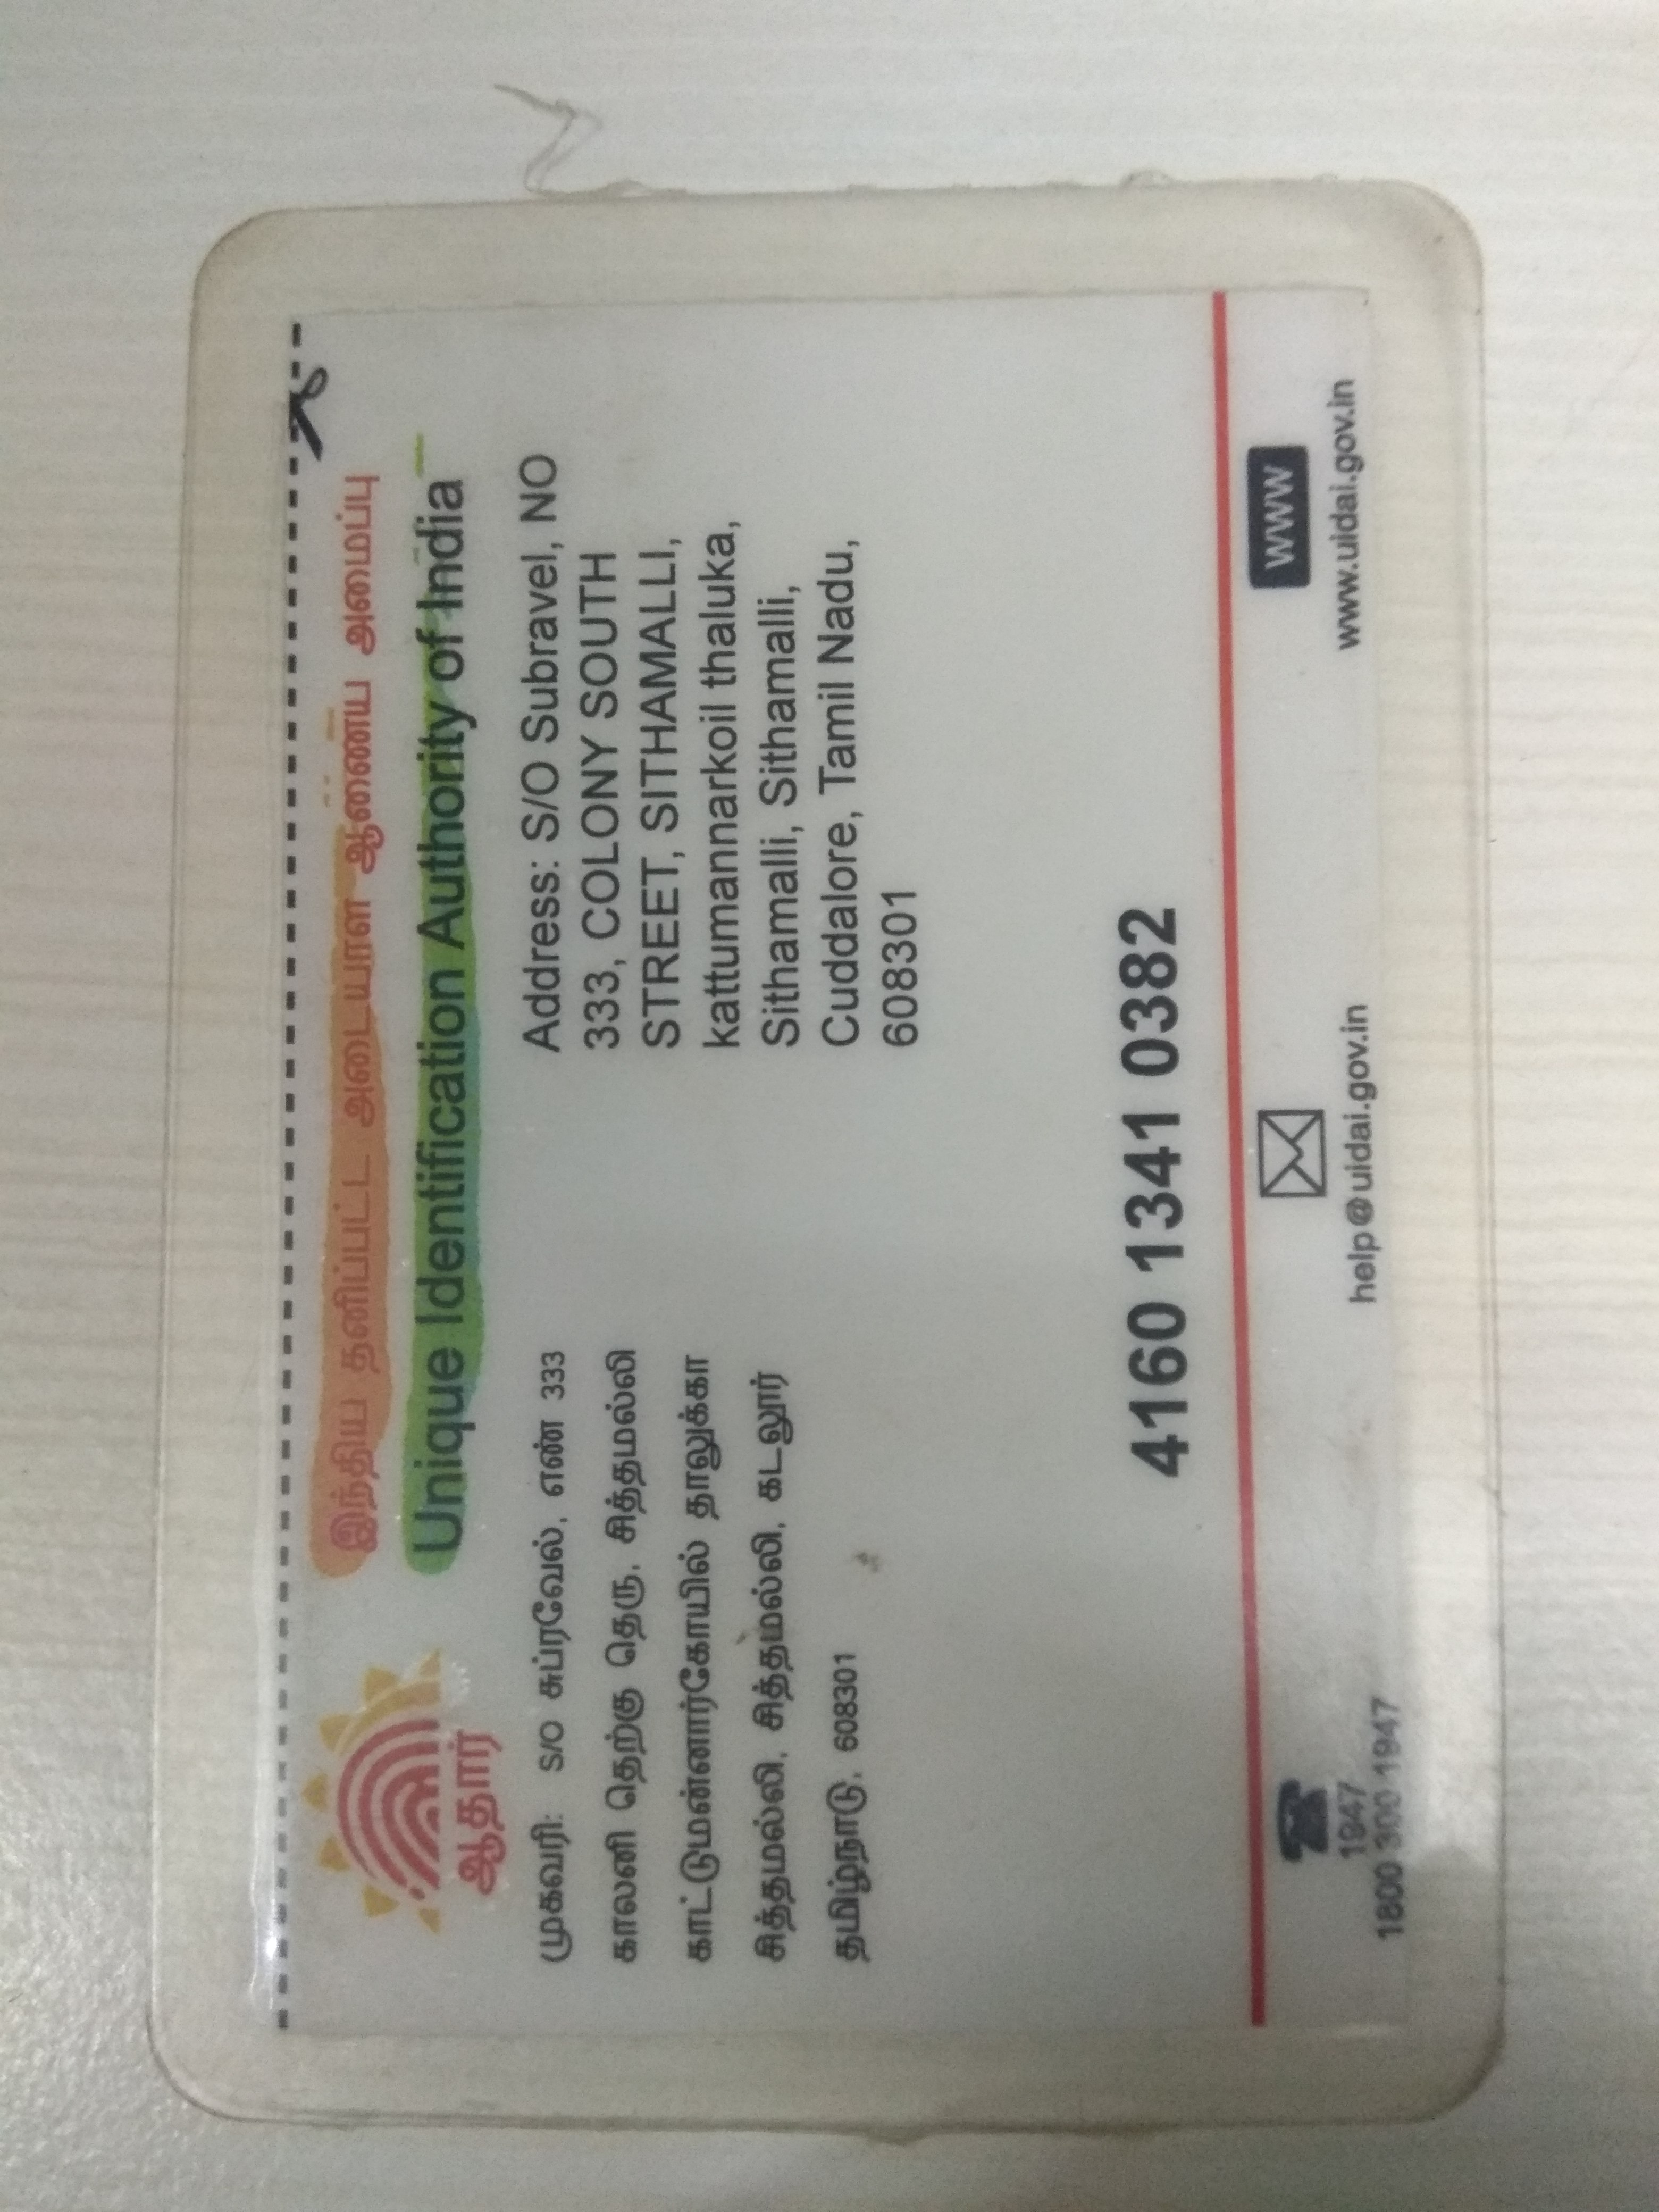 இந்திய தனிப்பட்ட அடையாள ஆணைய அமைப்பு
Unique Identification Authority of India
ஆதார்
முகவரி: S/O சுப்ரவேல், எண் 333
காலனி தெற்கு தெரு, சித்தமல்லி
காட்டுமன்னார்கோயில் தாலுக்கா
சித்தமல்லி, சித்தமல்லி, கடலூர்
தமிழ்நாடு, 608301
Address: S/O Subravel, NO
333, COLONY SOUTH
STREET, SITHAMALLI,
kattumannarkoil thaluka,
Sithamalli, Sithamalli,
Cuddalore, Tamil Nadu,
608301
4160 1341 0382
1947
1800 300 1947
help@uidai.gov.in
WWW
www.uidai.gov.in